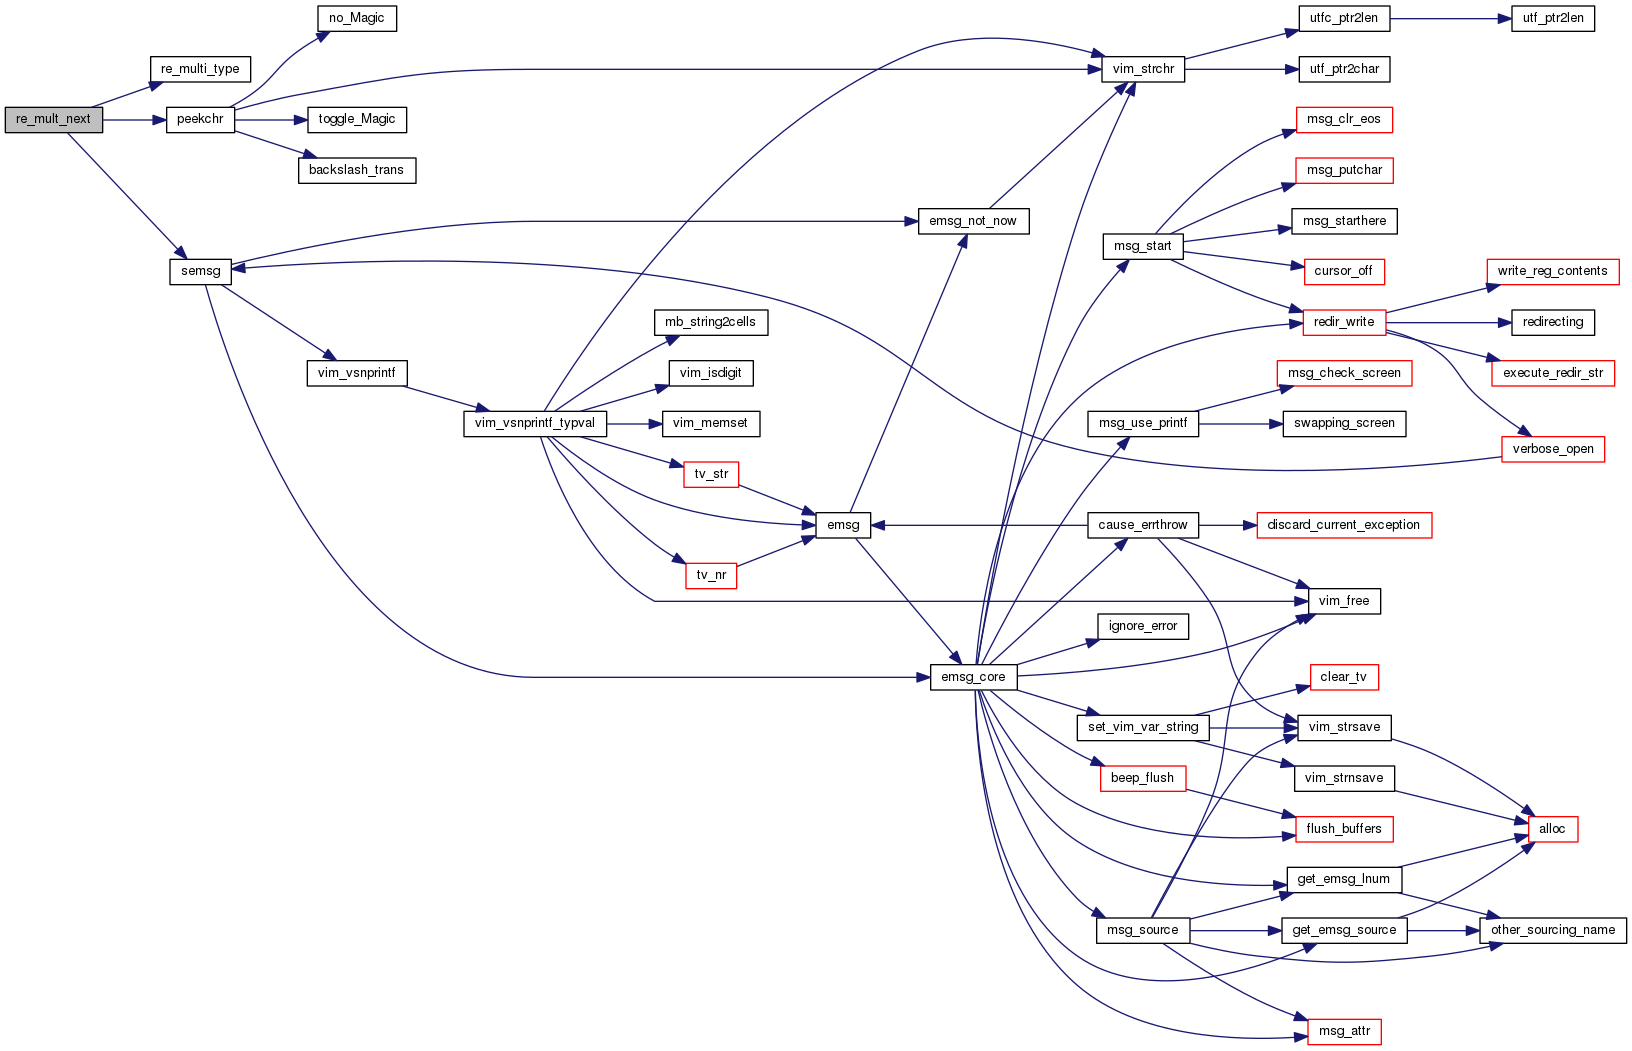 no_Magic
utfc_ptr2len
utf_ptr2len
re_multi_type
vim_strchr
utf_ptr2char
re_mult_next
peekchr
toggle_Magic
msg_clr_eos
backslash_trans
msg_putchar
emsg_not_now
msg_starthere
msg_start
semsg
cursor_off
write_reg_contents
mb_string2cells
redir_write
redirecting
vim_vsnprintf
vim_isdigit
msg_check_screen
execute_redir_str
vim_vsnprintf_typval
vim_memset
msg_use_printf
swapping_screen
tv_str
verbose_open
emsg
cause_errthrow
discard_current_exception
tv_nr
vim_free
ignore_error
emsg_core
clear_tv
set_vim_var_string
vim_strsave
beep_flush
vim_strnsave
flush_buffers
alloc
get_emsg_lnum
msg_source
get_emsg_source
other_sourcing_name
msg_attr